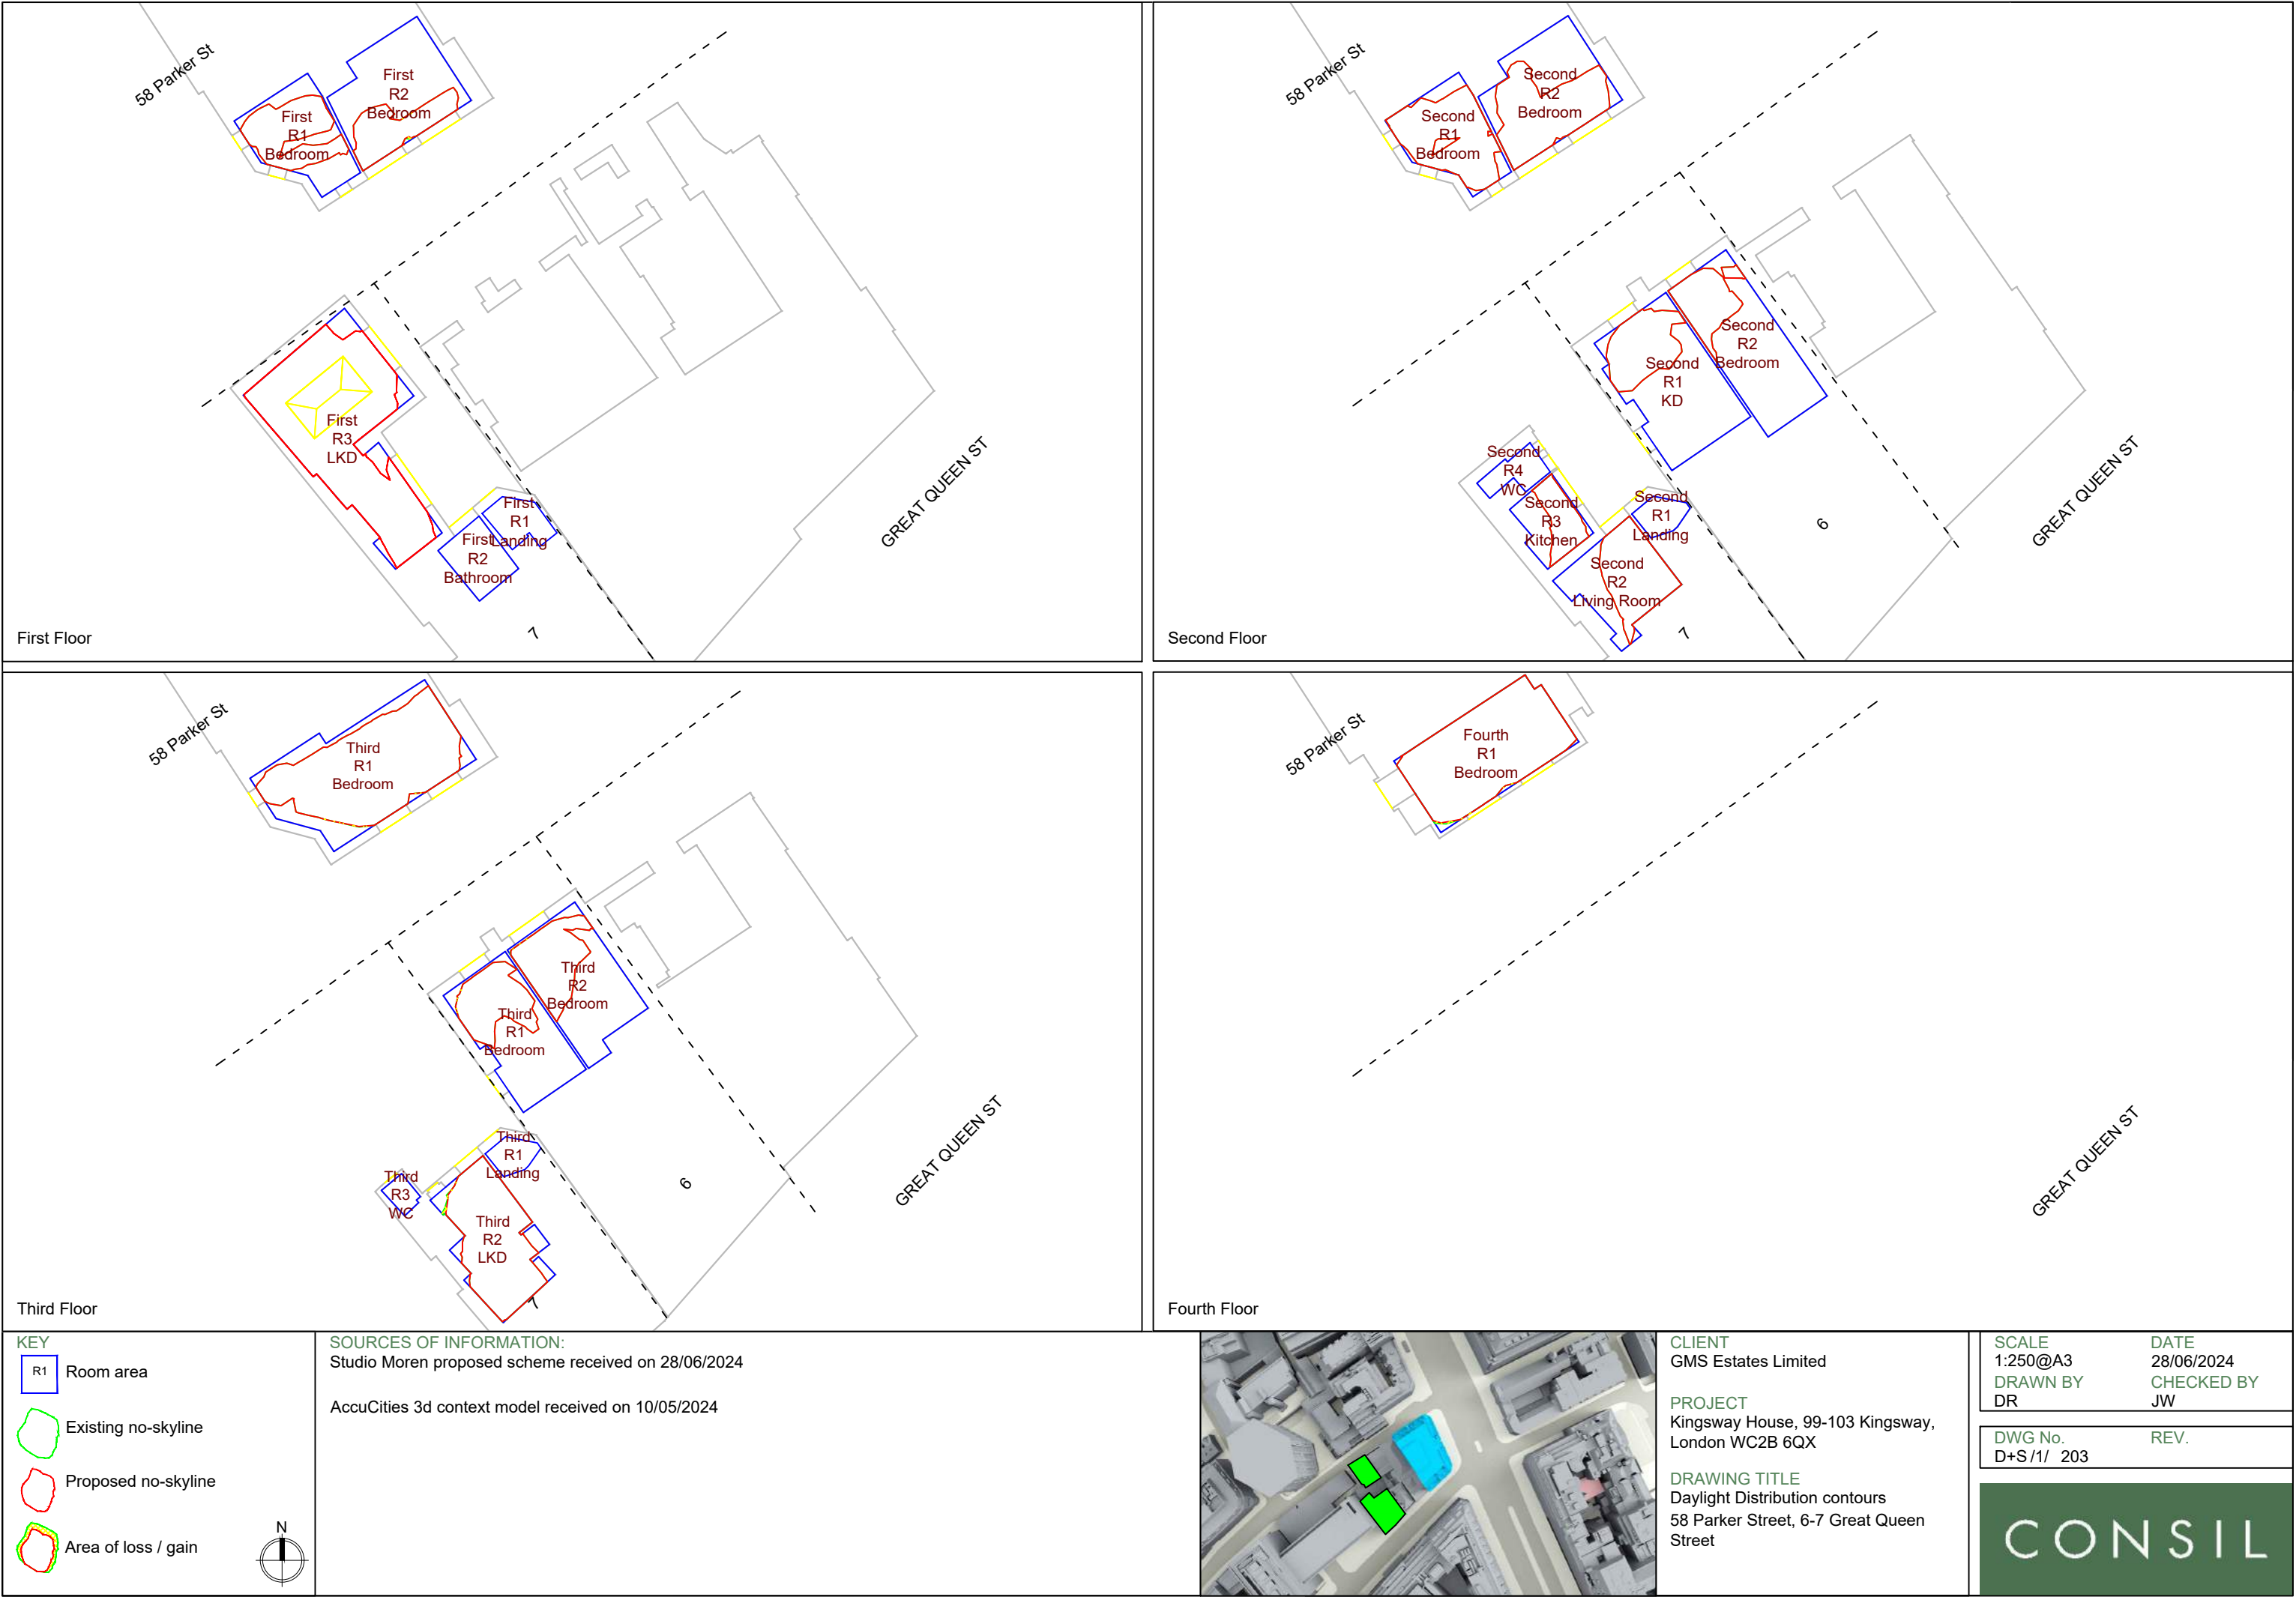 58 Parker St
First
R1
Bedroom
First
R2
Bedroom
First
R3
LKD
First
R1
Landing
First
R2
Bathroom
7
GREAT QUEEN ST
First Floor
58 Parker St
Second
R1
Bedroom
Second
R2
Bedroom
Second
R1
KD
Second
R2
Bedroom
Second
R4
WC
Second
R3
Kitchen
Second
R1
Landing
Second
R2
Living Room
6
7
GREAT QUEEN ST
Second Floor
58 Parker St
Third
R1
Bedroom
Third
R1
Bedroom
Third
R2
Bedroom
Third
R1
Landing
Third
R3
WC
Third
R2
LKD
6
7
GREAT QUEEN ST
Third Floor
58 Parker St
Fourth
R1
Bedroom
GREAT QUEEN ST
Fourth Floor
KEY
R1
Room area
Existing no-skyline
Proposed no-skyline
Area of loss / gain
N
SOURCES OF INFORMATION:
Studio Moren proposed scheme received on 28/06/2024
AccuCities 3d context model received on 10/05/2024
CLIENT
GMS Estates Limited
PROJECT
Kingsway House, 99-103 Kingsway,
London WC2B 6QX
DRAWING TITLE
Daylight Distribution contours
58 Parker Street, 6-7 Great Queen
Street
SCALE DATE
1:250@A3 28/06/2024
DRAWN BY CHECKED BY
DR JW
DWG No. REV.
D+S /1/ 203
CONSIL